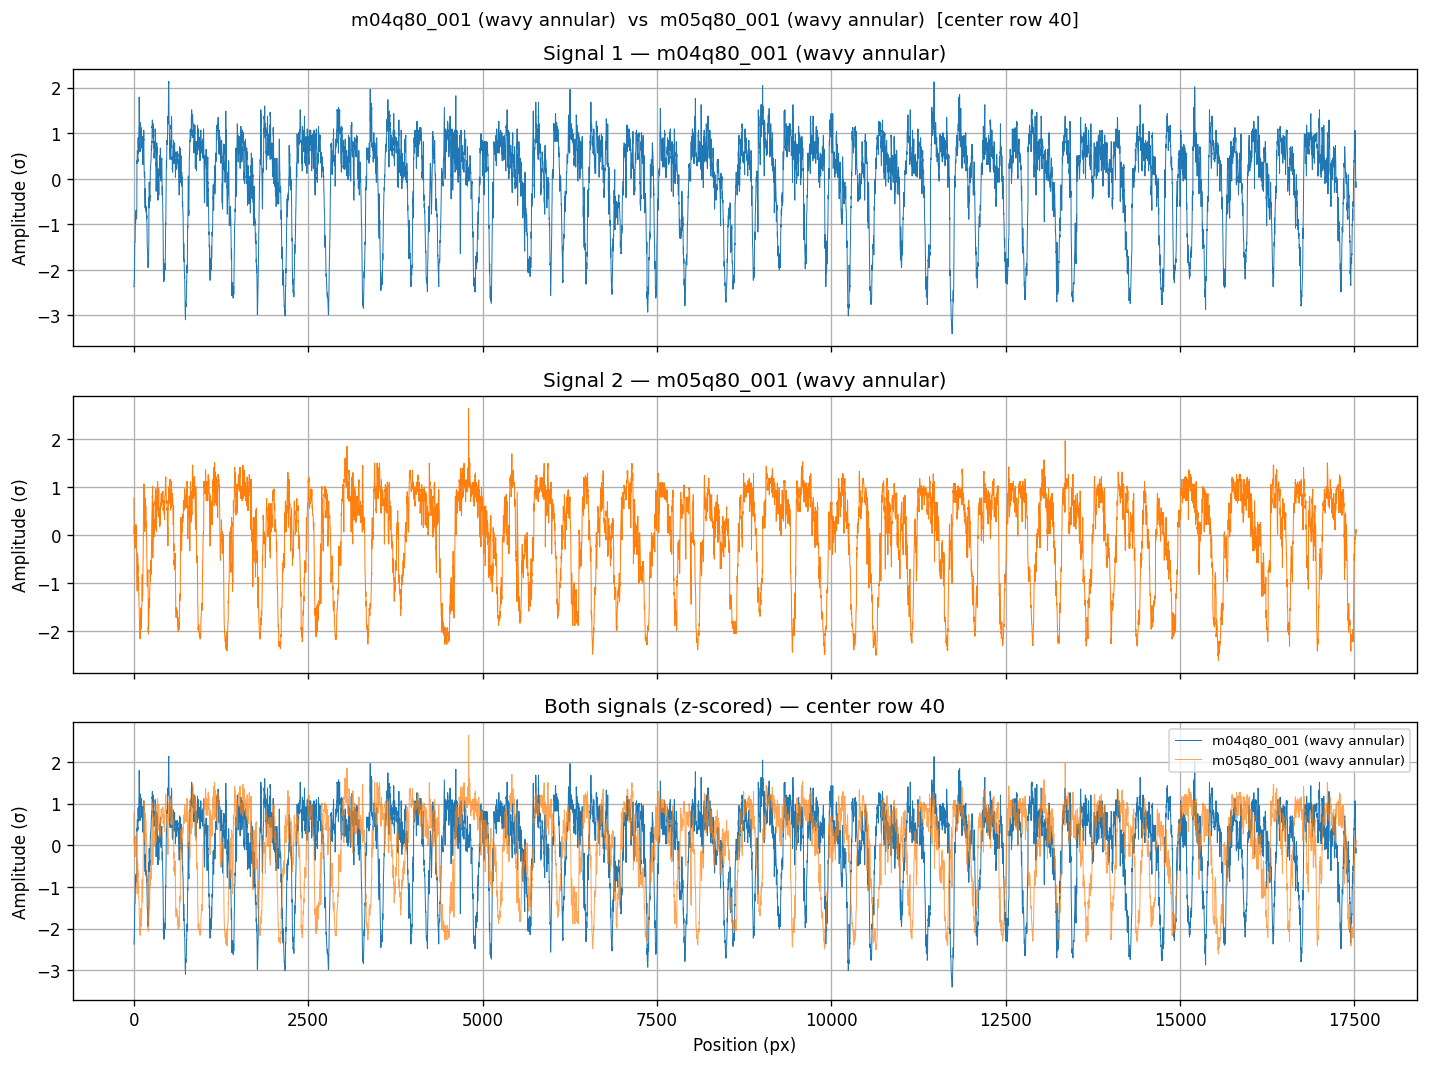 m04q80_001 (wavy annular)  vs  m05q80_001 (wavy annular)  [center row 40]
Signal 1 — m04q80_001 (wavy annular)
2
1
0
−1
−2
−3
Amplitude (σ)
Signal 2 — m05q80_001 (wavy annular)
2
1
0
−1
−2
Amplitude (σ)
Both signals (z-scored) — center row 40
m04q80_001 (wavy annular)
m05q80_001 (wavy annular)
2
1
0
−1
−2
−3
Amplitude (σ)
0 2500 5000 7500 10000 12500 15000 17500
Position (px)